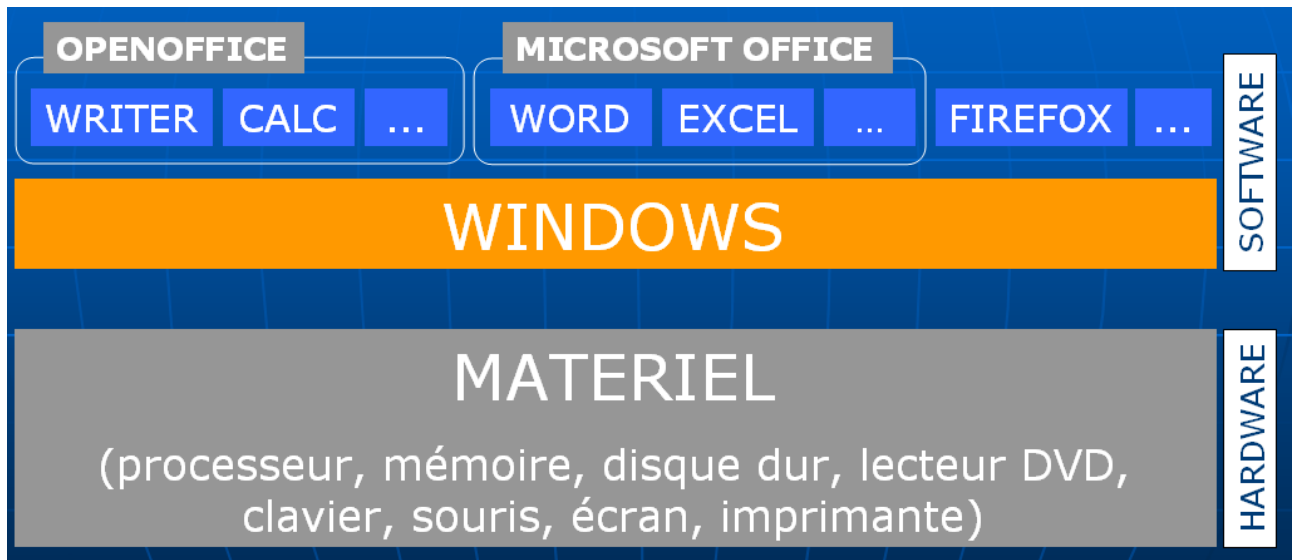 OPENOFFICE
MICROSOFT OFFICE
WRITER
CALC
...
WORD
EXCEL
...
FIREFOX
...
SOFTWARE
WINDOWS
MATERIEL
(processeur, mémoire, disque dur, lecteur DVD,
clavier, souris, écran, imprimante)
HARDWARE